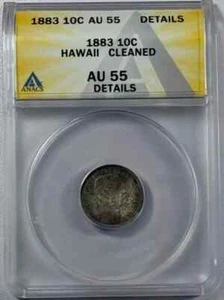 1883 10C AU 55 DETAILS
1883 10C
HAWAII CLEANED
AU 55
DETAILS
ANACS